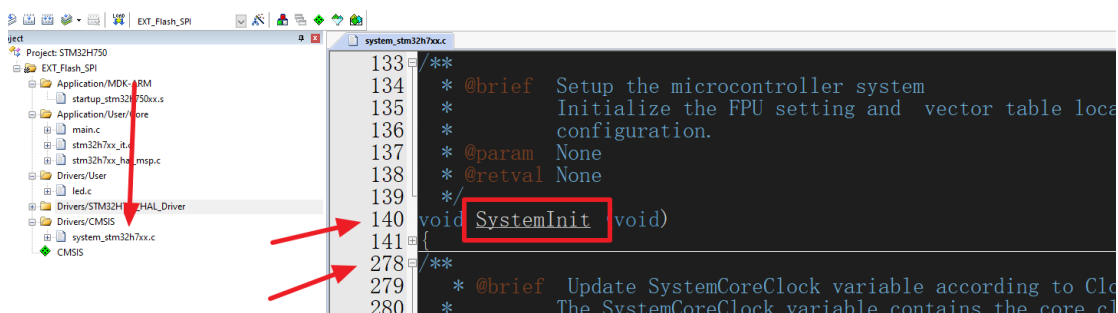 EXT_Flash_SPI
ject
Project: STM32H750
EXT_Flash_SPI
Application/MDK-ARM
startup_stm32h750xx.s
Application/User/Core
main.c
stm32h7xx_it.c
stm32h7xx_hal_msp.c
Drivers/User
led.c
Drivers/STM32H7xx_HAL_Driver
Drivers/CMSIS
system_stm32h7xx.c
CMSIS
system_stm32h7xx.c
133 /**
134 * @brief Setup the microcontroller system
135 * Initialize the FPU setting and vector table loca
136 * configuration.
137 * @param None
138 * @retval None
139 */
140 void SystemInit (void)
141 {
278 /**
279 * @brief Update SystemCoreClock variable according to Clo
280 * The SystemCoreClock variable contains the core cl